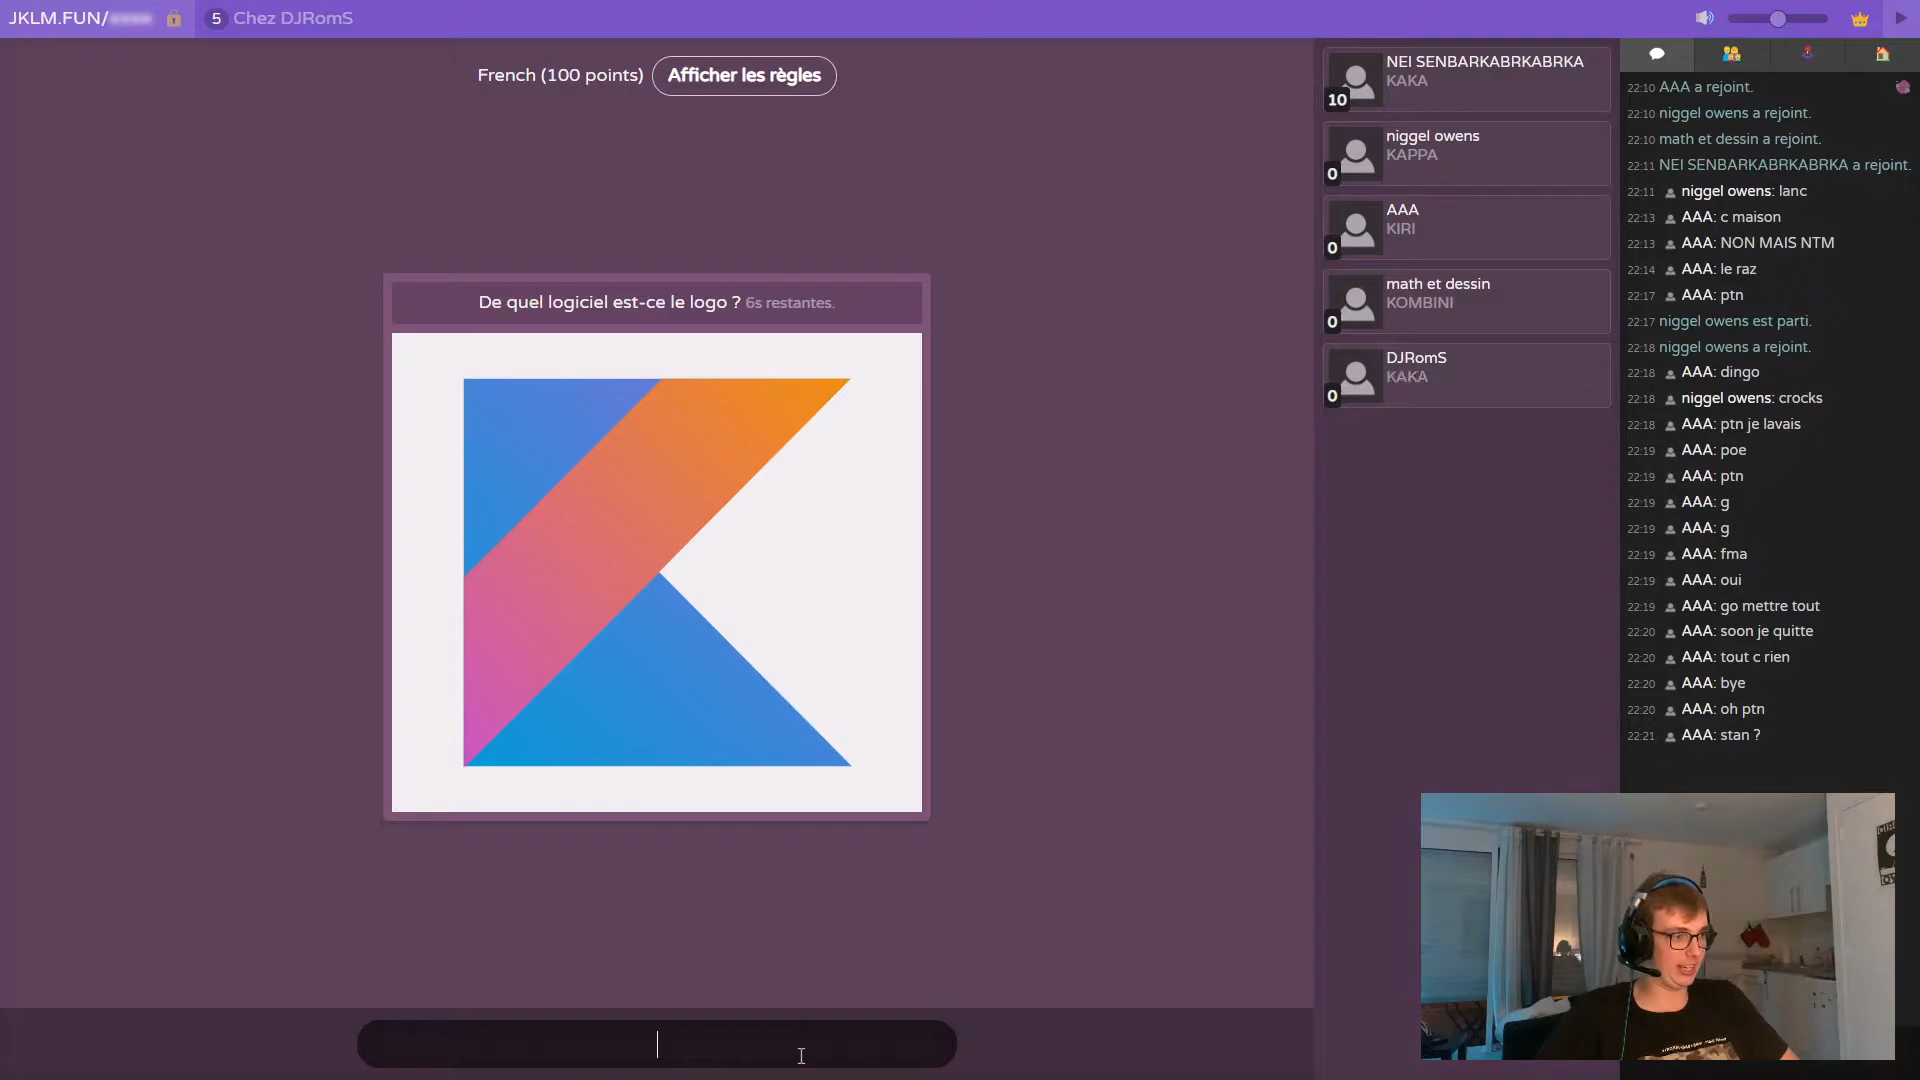 JKLM.FUN/
5 Chez DJRomS
French (100 points) Afficher les règles
De quel logiciel est-ce le logo ? 6s restantes.
NEI SENBARKABRKABRKA
KAKA
10
niggel owens
KAPPA
0
AAA
KIRI
0
math et dessin
KOMBINI
0
DJRomS
KAKA
0
22:10 AAA a rejoint.
22:10 niggel owens a rejoint.
22:10 math et dessin a rejoint.
22:11 NEI SENBARKABRKABRKA a rejoint.
22:11 niggel owens: lanc
22:13 AAA: c maison
22:13 AAA: NON MAIS NTM
22:14 AAA: le raz
22:17 AAA: ptn
22:17 niggel owens est parti.
22:18 niggel owens a rejoint.
22:18 AAA: dingo
22:18 niggel owens: crocks
22:18 AAA: ptn je lavais
22:19 AAA: poe
22:19 AAA: ptn
22:19 AAA: g
22:19 AAA: g
22:19 AAA: fma
22:19 AAA: oui
22:19 AAA: go mettre tout
22:20 AAA: soon je quitte
22:20 AAA: tout c rien
22:20 AAA: bye
22:20 AAA: oh ptn
22:21 AAA: stan ?